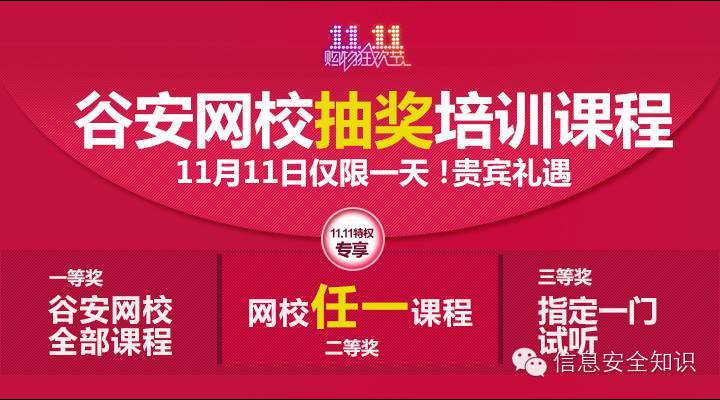 11.11
购物狂欢节
谷安网校抽奖培训课程
11月11日仅限一天！贵宾礼遇
11.11特权
专享
一等奖
谷安网校
全部课程
网校任一课程
二等奖
三等奖
指定一门
试听
信息安全知识